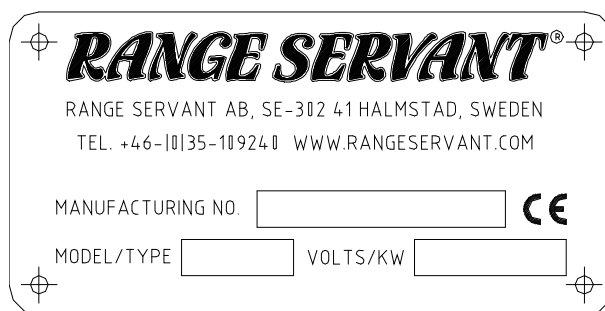 RANGE SERVANT®
RANGE SERVANT AB, SE-302 41 HALMSTAD, SWEDEN
TEL. +46-(0)35-109240 WWW.RANGESERVANT.COM
MANUFACTURING NO. CE
MODEL/TYPE VOLTS/KW